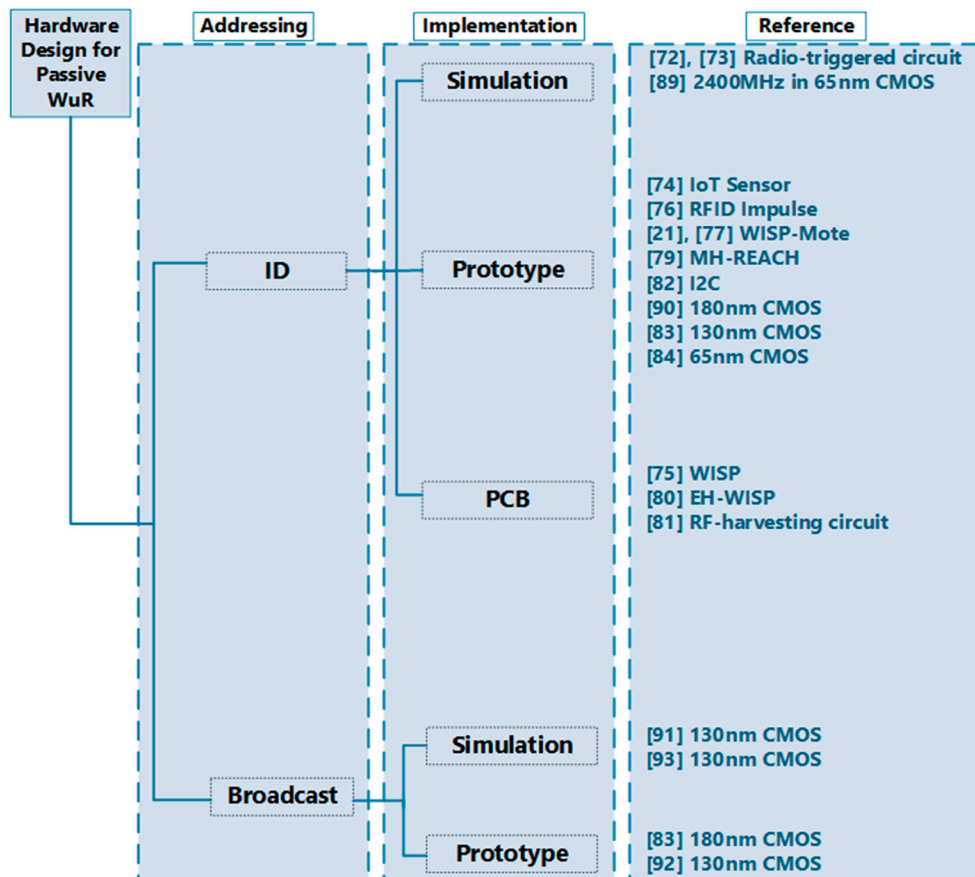 Hardware
Design for
Passive
WuR
Addressing
Implementation
Reference
Simulation
[72], [73] Radio-triggered circuit
[89] 2400MHz in 65nm CMOS
ID
Prototype
[74] IoT Sensor
[76] RFID Impulse
[21], [77] WISP-Mote
[79] MH-REACH
[82] I2C
[90] 180nm CMOS
[83] 130nm CMOS
[84] 65nm CMOS
PCB
[75] WISP
[80] EH-WISP
[81] RF-harvesting circuit
Broadcast
Simulation
[91] 130nm CMOS
[93] 130nm CMOS
Prototype
[83] 180nm CMOS
[92] 130nm CMOS